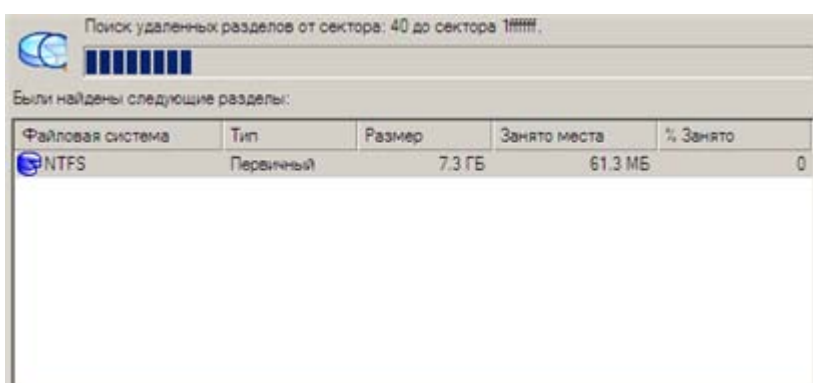 Поиск удаленных разделов от сектора: 40 до сектора 1ffffff.
Были найдены следующие разделы:
Файловая система Тип Размер Занято места % Занято
NTFS Первичный 7.3 ГБ 61.3 МБ 0